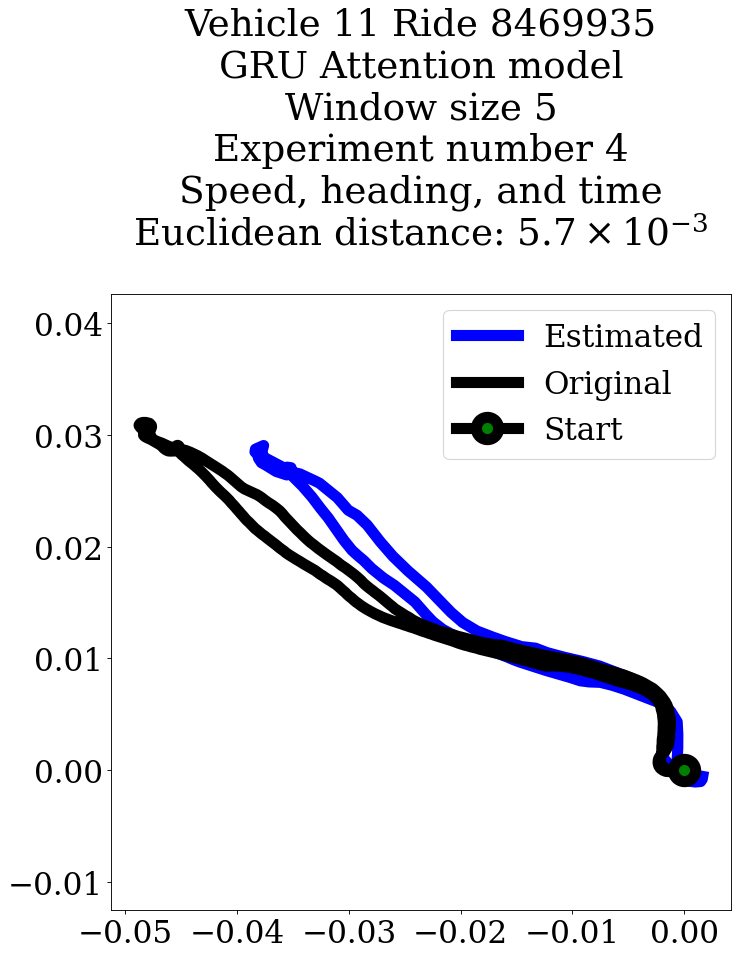 Vehicle 11 Ride 8469935
GRU Attention model
Window size 5
Experiment number 4
Speed, heading, and time
Euclidean distance: 5.7 × 10⁻³
Estimated
Original
Start
0.04
0.03
0.02
0.01
0.00
−0.01
−0.05 −0.04 −0.03 −0.02 −0.01 0.00